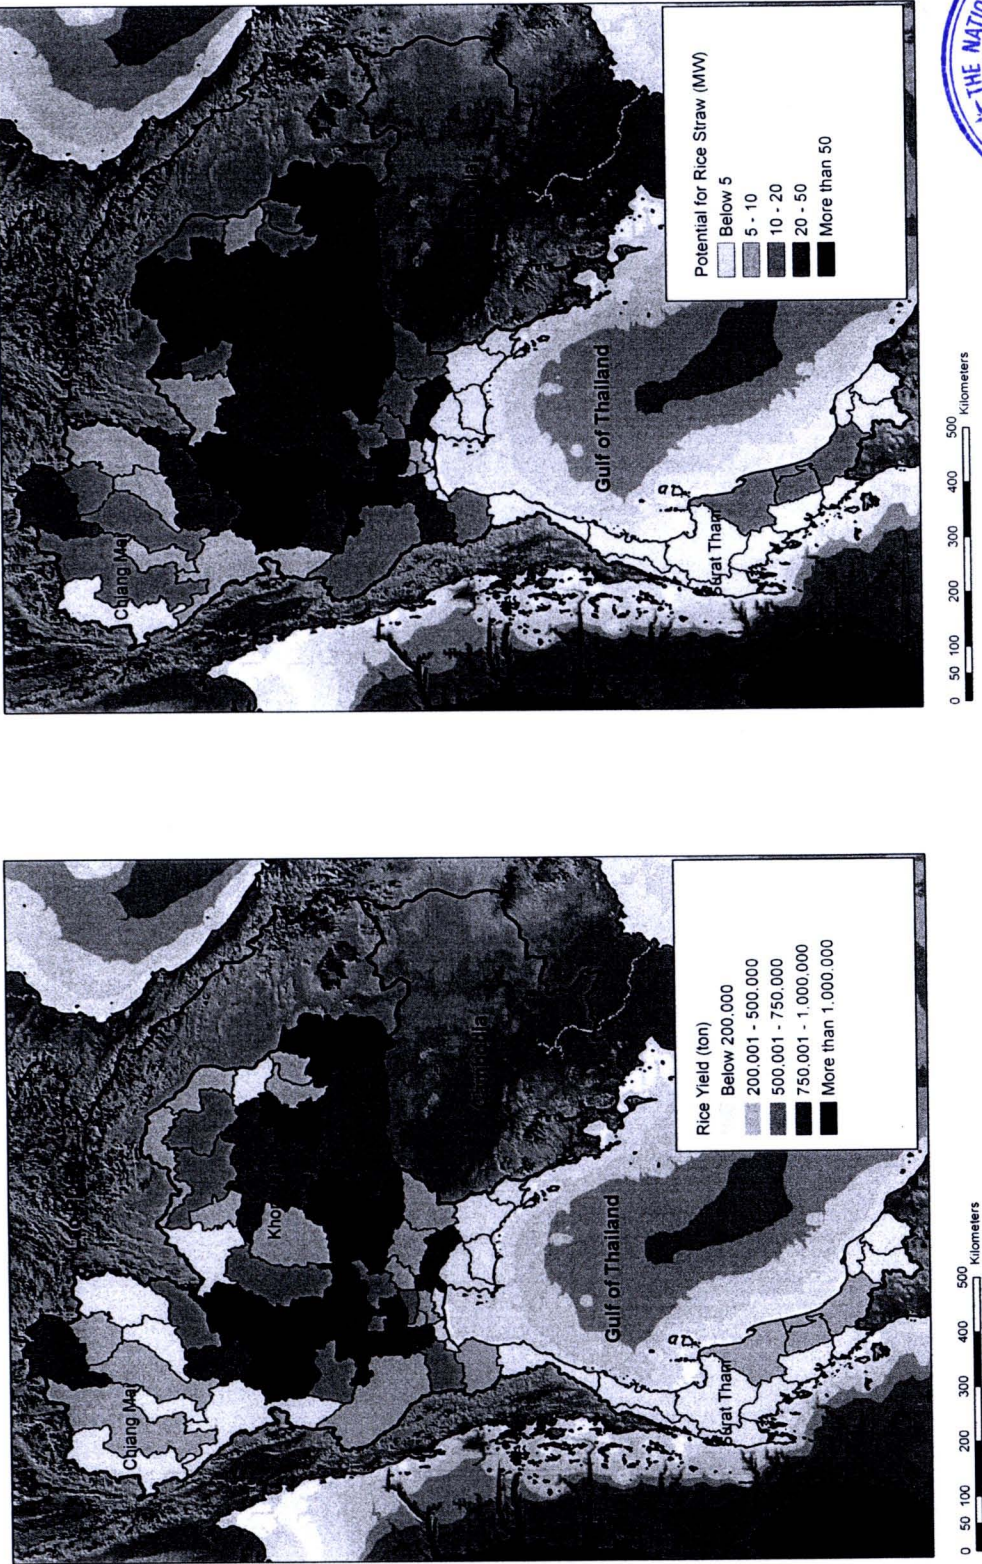 Chiang Mai
Gulf of Thailand
Surat Thani
Potential for Rice Straw (MW)
Below 5
5 - 10
10 - 20
20 - 50
More than 50
0 50 100 200 300 400 500
Kilometers
THE
Chiang Mai
Gulf of Thailand
Surat Thani
Rice Yield (ton)
Below 200,000
200,001 - 500,000
500,001 - 750,000
750,001 - 1,000,000
More than 1,000,000
0 50 100 200 300 400 500
Kilometers